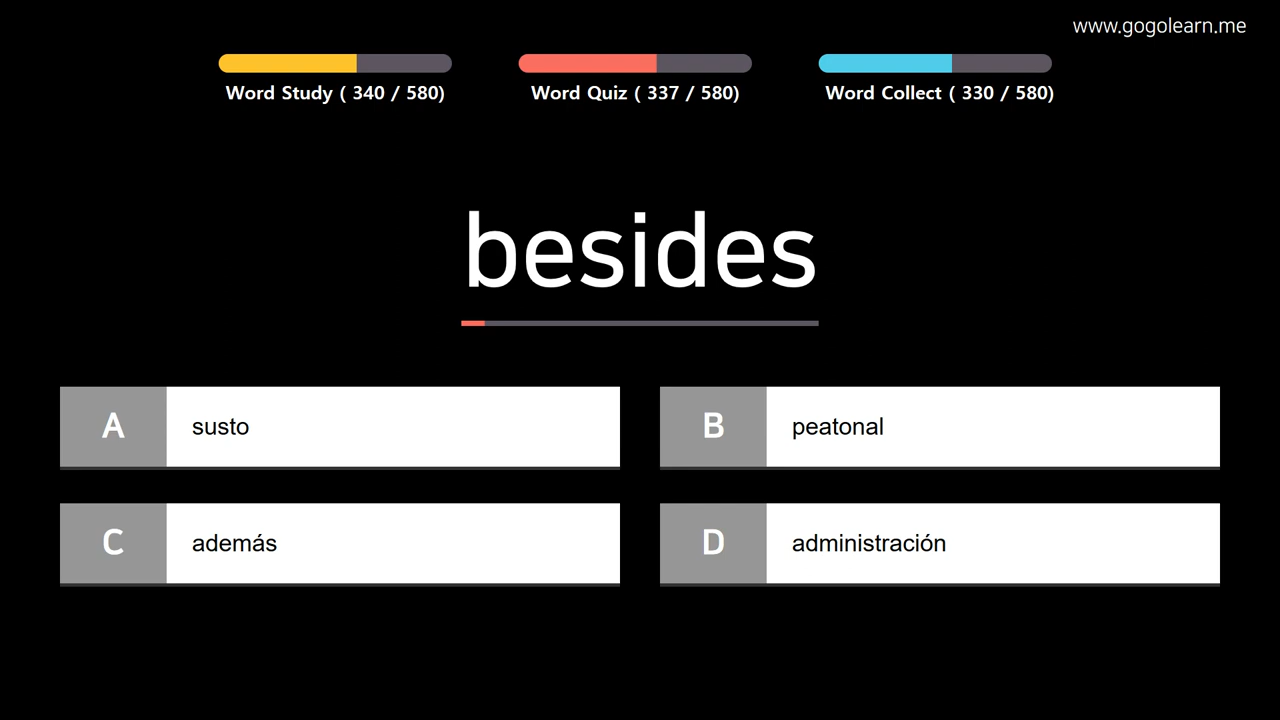 www.gogolearn.me
Word Study ( 340 / 580)
Word Quiz ( 337 / 580)
Word Collect ( 330 / 580)
besides
A susto
B peatonal
C además
D administración